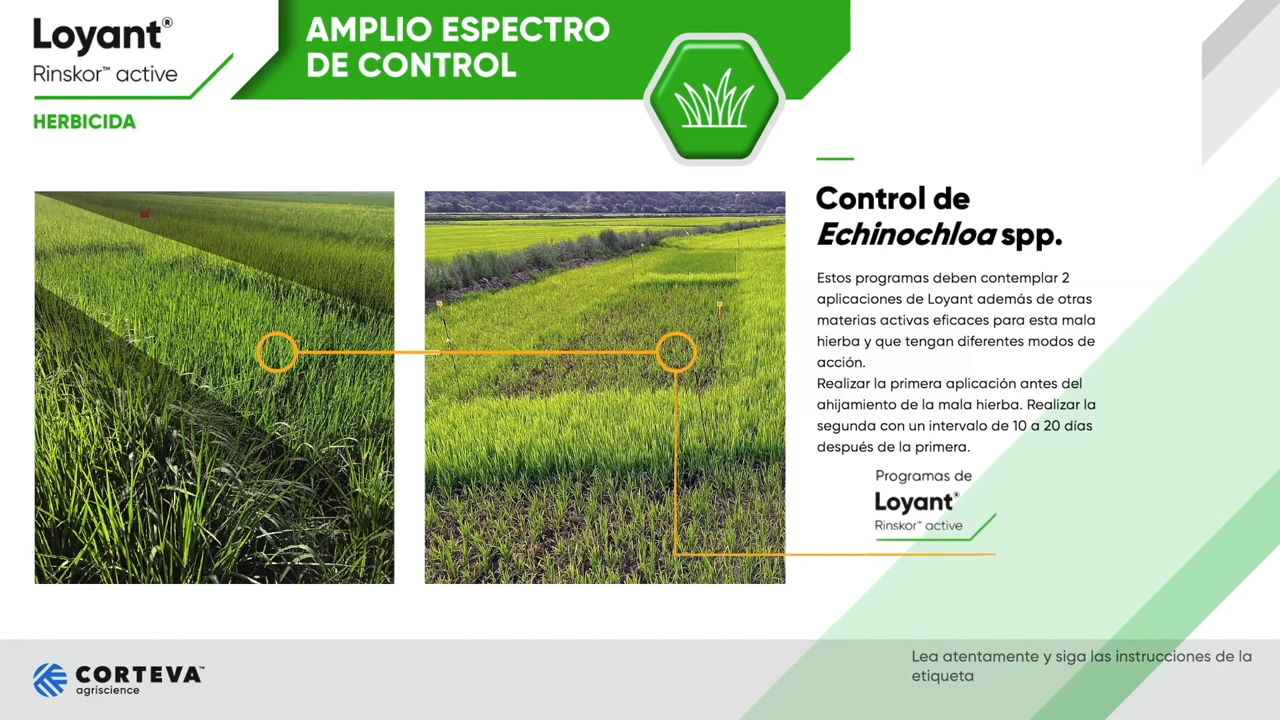 Loyant®
Rinskor™ active
HERBICIDA
AMPLIO ESPECTRO
DE CONTROL
Control de
Echinochloa spp.
Estos programas deben contemplar 2
aplicaciones de Loyant además de otras
materias activas eficaces para esta mala
hierba y que tengan diferentes modos de
acción.
Realizar la primera aplicación antes del
ahijamiento de la mala hierba. Realizar la
segunda con un intervalo de 10 a 20 días
después de la primera.
Programas de
Loyant®
Rinskor™ active
CORTEVA™
agriscience
Lea atentamente y siga las instrucciones de la
etiqueta